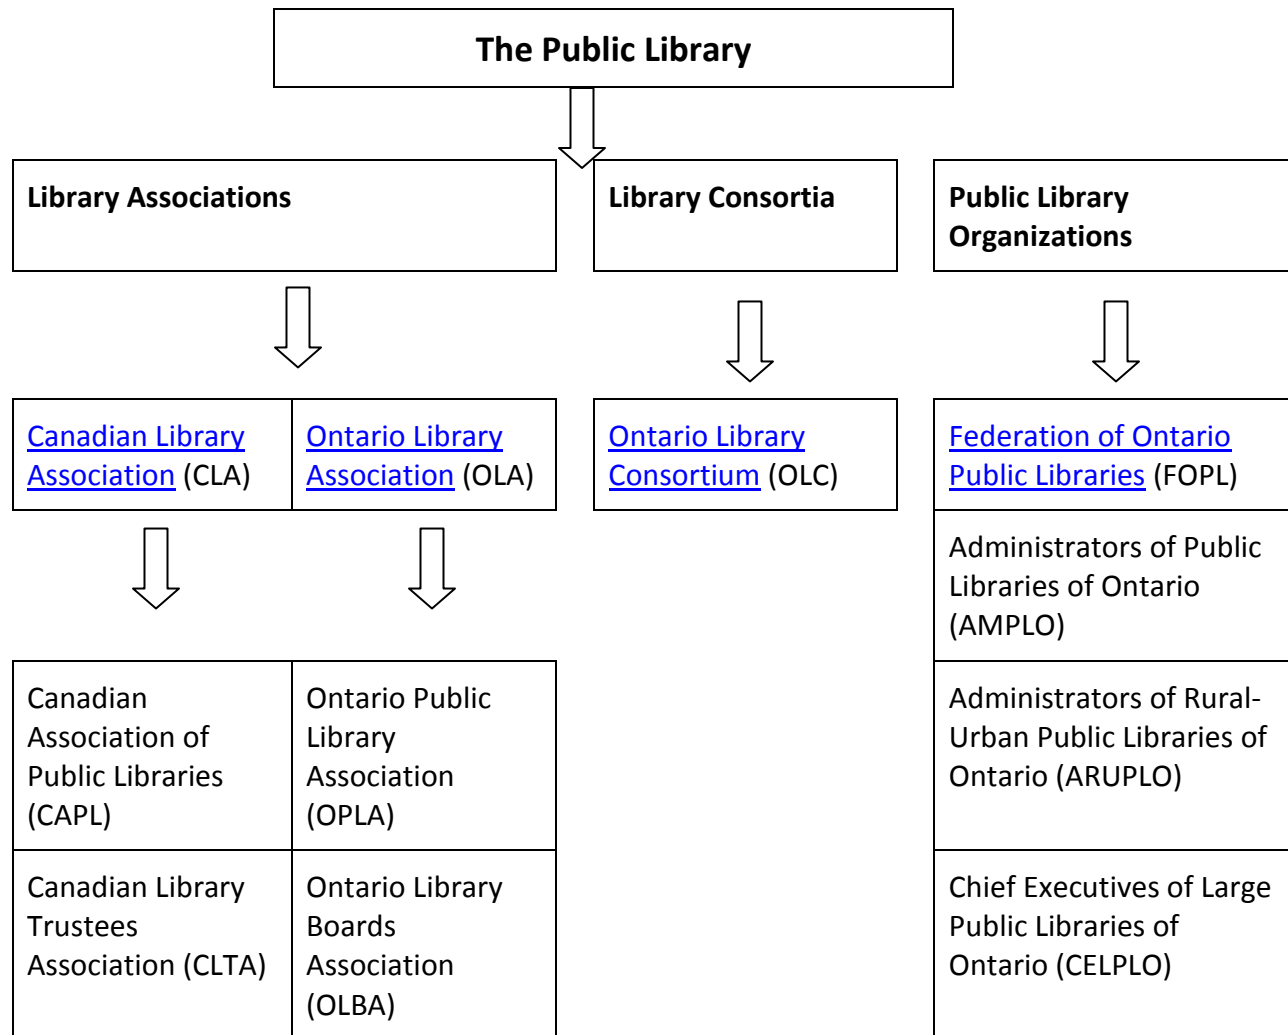 The Public Library
Library Associations
Library Consortia
Public Library
Organizations
Canadian Library
Association (CLA)
Ontario Library
Association (OLA)
Ontario Library
Consortium (OLC)
Federation of Ontario
Public Libraries (FOPL)
Administrators of Public
Libraries of Ontario
(AMPLO)
Canadian
Association of
Public Libraries
(CAPL)
Ontario Public
Library
Association
(OPLA)
Administrators of Rural-
Urban Public Libraries of
Ontario (ARUPLO)
Canadian Library
Trustees
Association (CLTA)
Ontario Library
Boards
Association
(OLBA)
Chief Executives of Large
Public Libraries of
Ontario (CELPLO)